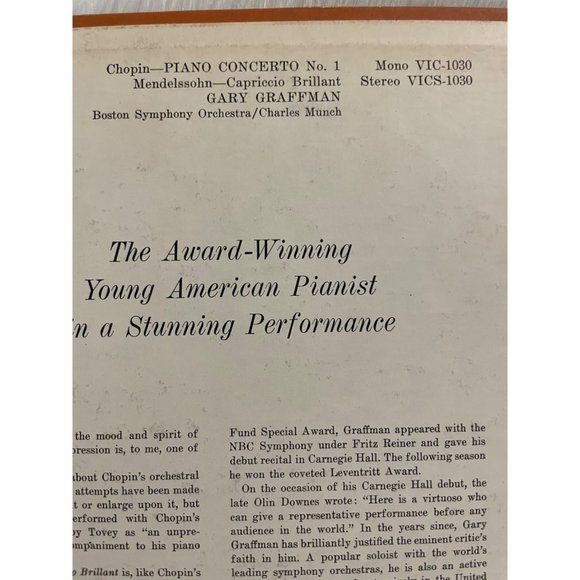 Chopin—PIANO CONCERTO No. 1 Mono VIC-1030
Mendelssohn—Capriccio Brillant Stereo VICS-1030
GARY GRAFFMAN
Boston Symphony Orchestra/Charles Munch
The Award-Winning
Young American Pianist
in a Stunning Performance
the mood and spirit of
pression is, to me, one of
about Chopin's orchestral
attempts have been made
t or enlarge upon it, but
erformed with Chopin's
by Tovey as "an unpre-
ompaniment to his piano
o Brillant is, like Chopin's
Fund Special Award, Graffman appeared with the
NBC Symphony under Fritz Reiner and gave his
debut recital in Carnegie Hall. The following season
he won the coveted Leventritt Award.
On the occasion of his Carnegie Hall debut, the
late Olin Downes wrote: "Here is a virtuoso who
can give a representative performance before any
audience in the world." In the years since, Gary
Graffman has brilliantly justified the eminent critic's
faith in him. A popular soloist with the world's
leading symphony orchestras, he is also an active
in the United